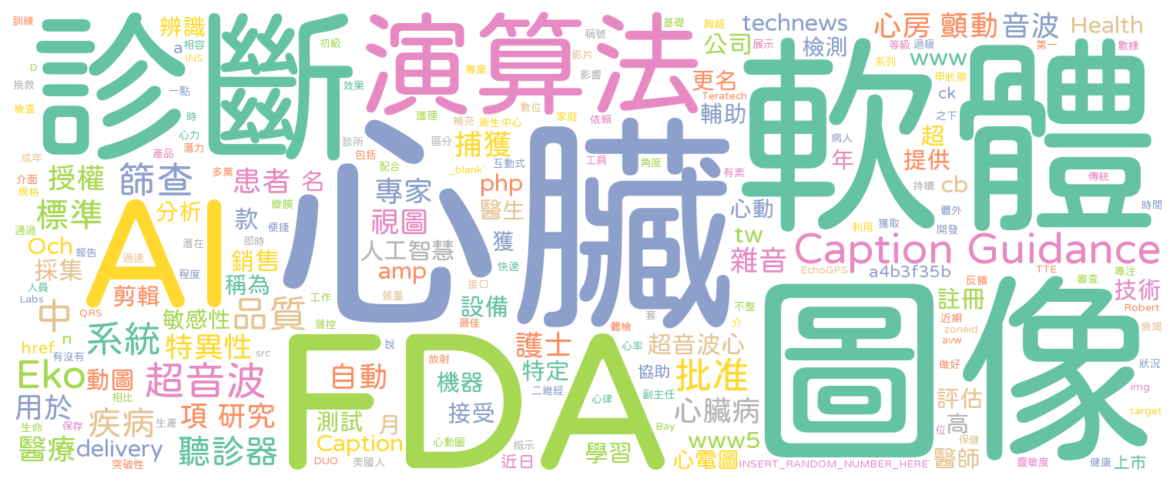 訓練
辨識
診斷
初級
演算法
專業
稱號
影片
影響
technews
公司
胸超
基礎
展示
檢測
心房 顫動
等級
過緩
音波
www
第一
Health
數據
D
a
相容
INS
挽救
檢查
一點
時
心力
潛力
產品
效果
護理
數位
補充
衛生中心
家庭
依賴
更名
Teratech
輔助
系列
甲狀腺
ck
之下
軟體
超
提供
年
病人
成年
介面
規格
授權
標準
篩查
多萬
患者
名
診所
包括
區分
配合
捕獲
_blank'
互動式
工具
角度
有素
cb
持續
傳統
時間
專家
php
醫生
視圖
款
瓣膜
便捷
分析
AI
心臟
心動
獲取
體外
利用
開發
通過
Och
報告
採集
過速
潛在
即時
銷售
稱為
人工智慧
獲
amp
快速
tw
雜音
Caption Guidance
EchoGPS
a4b3f35b
反饋
TTE
審查
專注
人員
Labs
QRS
剪輯
程度
質量
接口
中
n
系統
敏感性
品質
工作
質控
設備
最佳
體檢
套
介
不整
註冊
技術
近期
Robert
zoneid
衰竭
avw
href
有沒有
特異性
src
FDA
說
放射
護士
心率
超音波心
圖像
做好
狀況
Eko
動圖
超音波
相比
自動
機器
二維經
特定
協助
批准
評估
img
用於
生命
保存
疾病
生產
項
研究
測試
月
接受
心律
副主任
心臟病
位
高
保健
target
醫療
delivery
聽診器
Caption
心動圖
指示
學習
Bay
www5
突破性
DUO
美國人
近日
心電圖
INSERT_RANDOM_NUMBER_HERE'
醫師
靈敏度
健康
上市